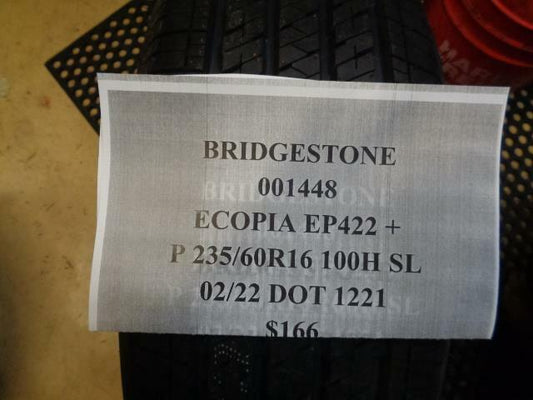 BRIDGESTONE
001448
ECOPIA EP422 +
P 235/60R16 100H SL
02/22 DOT 1221
$166